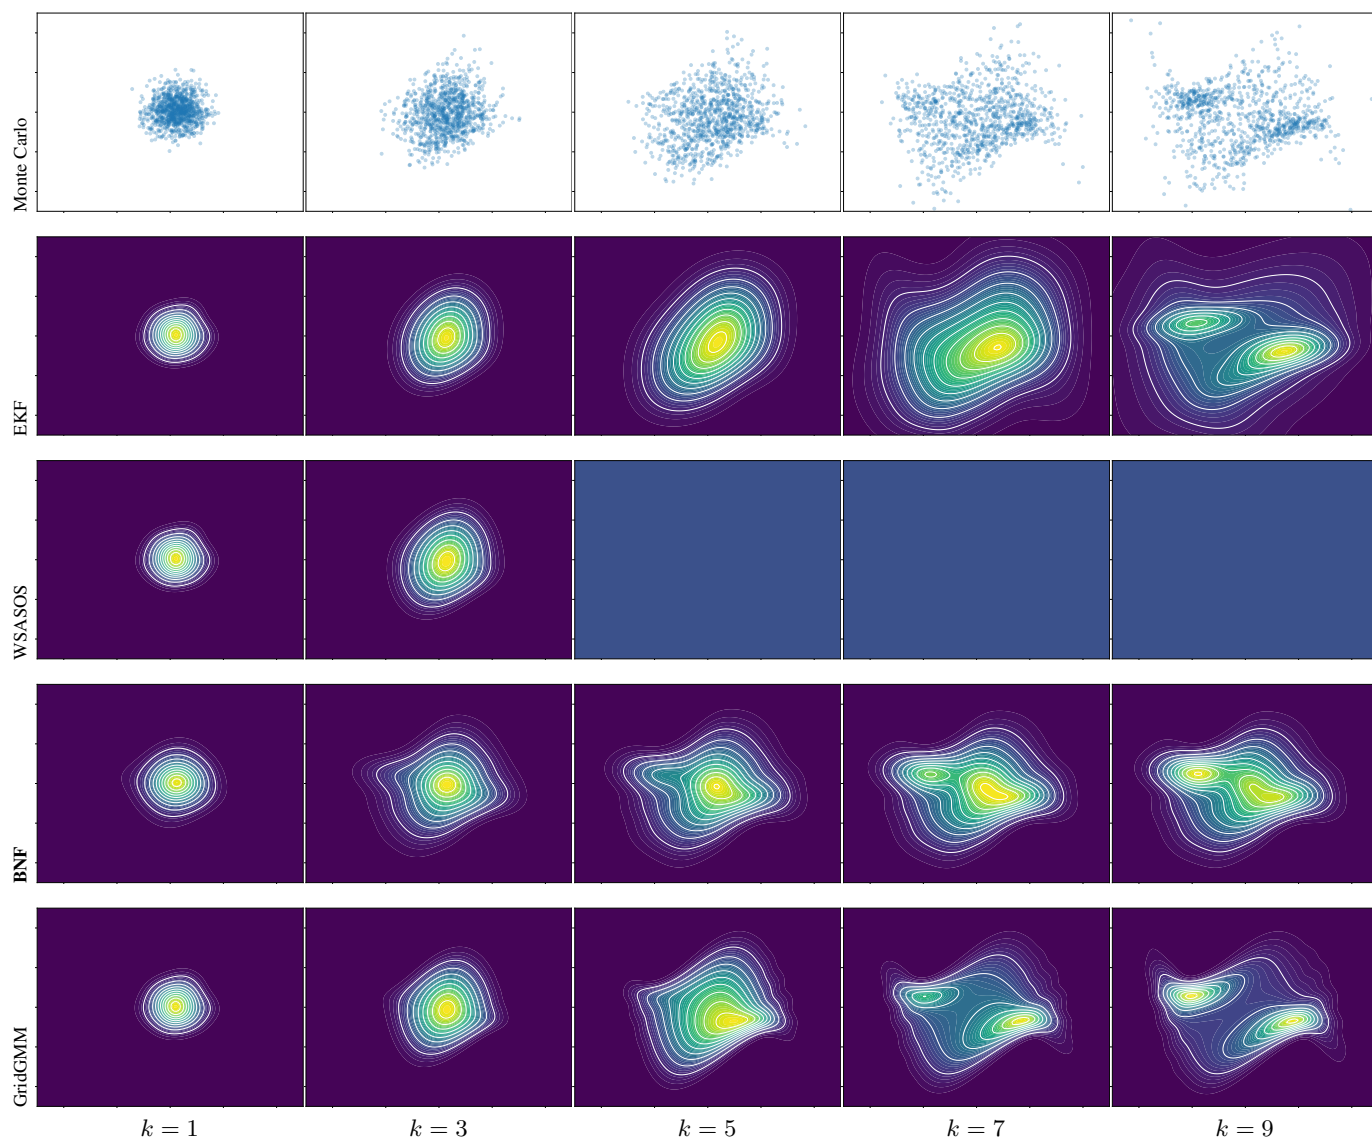 Monte Carlo
EKF
WSASOS
BNF
GridGMM
k = 1
k = 3
k = 5
k = 7
k = 9